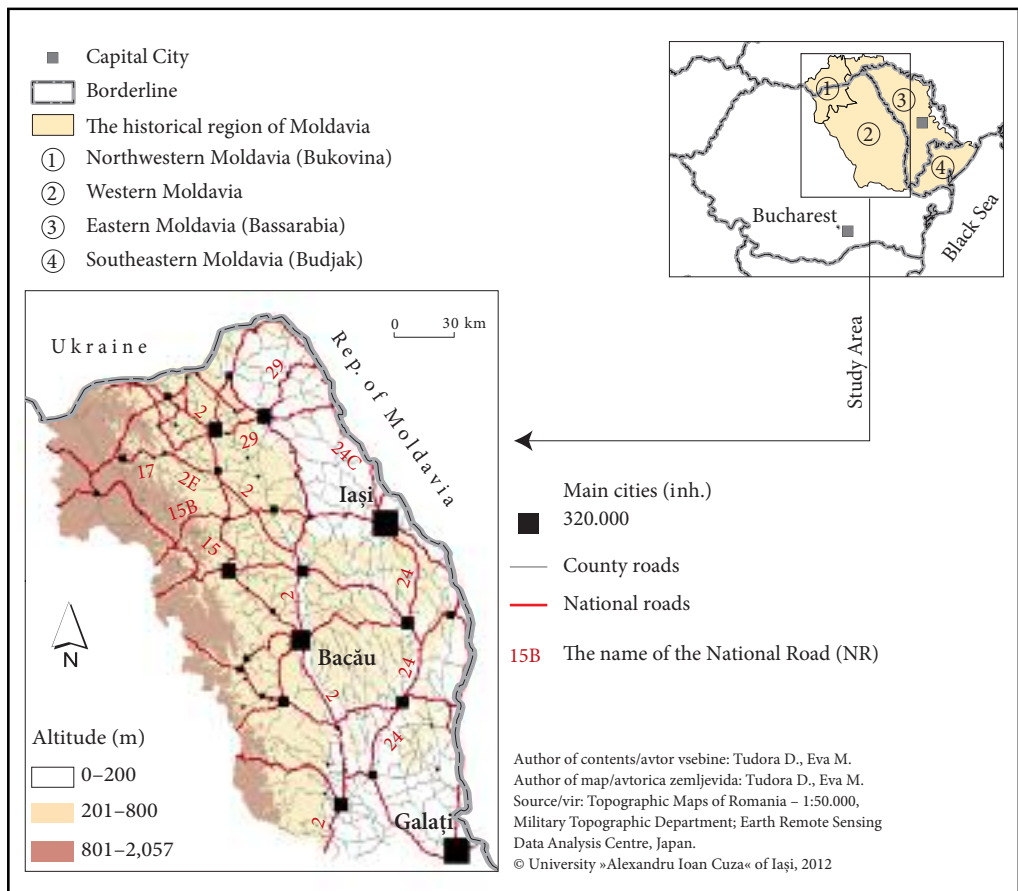 Capital City
Borderline
The historical region of Moldavia
1 Northwestern Moldavia (Bukovina)
2 Western Moldavia
3 Eastern Moldavia (Bassarabia)
4 Southeastern Moldavia (Budjak)
1
2
3
4
Bucharest
Black Sea
Study Area
Ukraine
Rep. of Moldavia
0 30 km
29
2
29
24C
17
2E
2
15B
Iași
15
24
2
Bacău
24
2
24
2
Galați
N
Altitude (m)
0–200
201–800
801–2,057
Main cities (inh.)
320.000
County roads
National roads
15B The name of the National Road (NR)
Author of contents/avtor vsebine: Tudora D., Eva M.
Author of map/avtorica zemljevida: Tudora D., Eva M.
Source/vir: Topographic Maps of Romania – 1:50.000,
Military Topographic Department; Earth Remote Sensing
Data Analysis Centre, Japan.
© University »Alexandru Ioan Cuza« of Iași, 2012